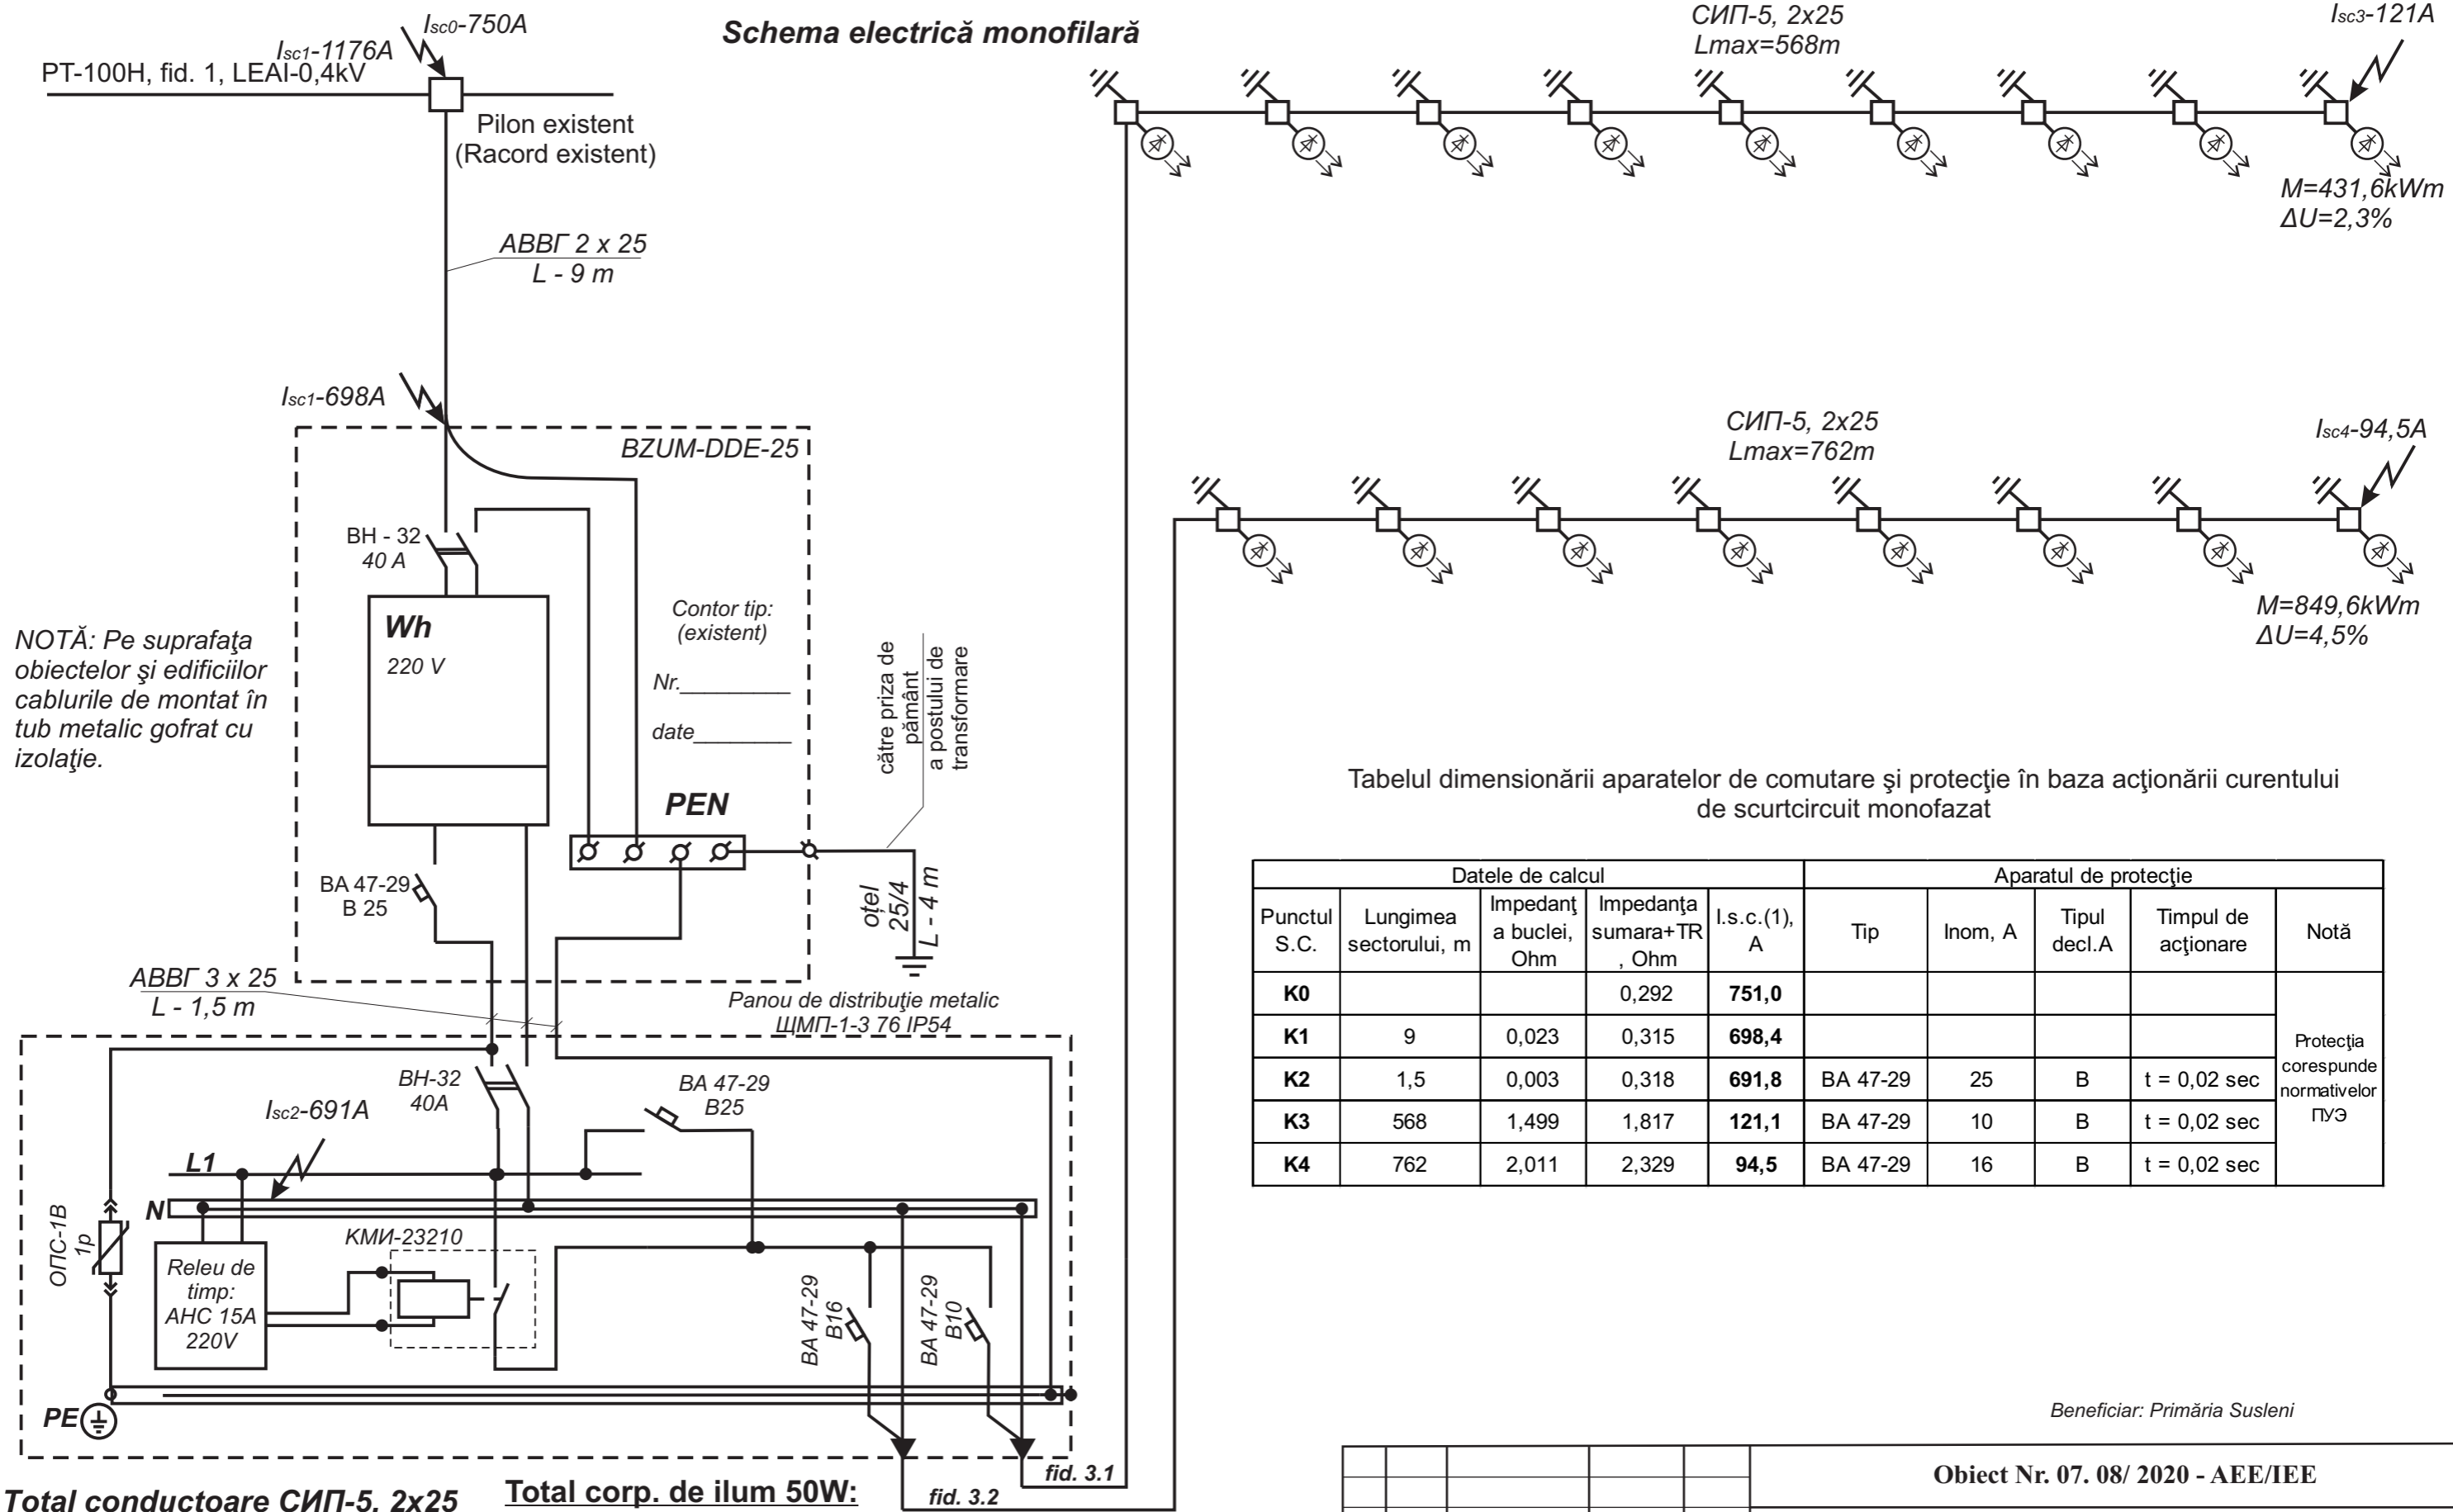 Schema electrică monofilară
Isc0-750A
Isc1-1176A
PT-100H, fid. 1, LEAI-0,4kV
Pilon existent
(Racord existent)
АВВГ 2 x 25
L - 9 m
Isc1-698A
BZUM-DDE-25
BH - 32
40 A
Wh
220 V
Contor tip:
(existent)
Nr.________
date________
PEN
BA 47-29
B 25
către priza de
pământ
a postului de
transformare
oțel
25/4
L - 4 m
NOTĂ: Pe suprafaţa
obiectelor şi edificiilor
cablurile de montat în
tub metalic gofrat cu
izolaţie.
АВВГ 3 x 25
L - 1,5 m
Panou de distribuţie metalic
ЩМП-1-3 76 IP54
BH-32
40A
BA 47-29
B25
Isc2-691A
L1
N
ОПС-1В
1p
KMИ-23210
Releu de
timp:
AHC 15A
220V
BA 47-29
B16
BA 47-29
B10
PE
fid. 3.1
fid. 3.2
Total conductoare СИП-5, 2x25
Total corp. de ilum 50W:
СИП-5, 2x25
Lmax=568m
Isc3-121A
M=431,6kWm
ΔU=2,3%
СИП-5, 2x25
Lmax=762m
Isc4-94,5A
M=849,6kWm
ΔU=4,5%
Tabelul dimensionării aparatelor de comutare şi protecţie în baza acţionării curentului
de scurtcircuit monofazat
Datele de calcul Aparatul de protecţie
Punctul
S.C.
Lungimea
sectorului, m
Impedanţ
a buclei,
Ohm
Impedanţa
sumara+TR
, Ohm
I.s.c.(1),
A
Tip
Inom, A
Tipul
decl.A
Timpul de
acţionare
Notă
K0 0,292 751,0
K1 9 0,023 0,315 698,4
K2 1,5 0,003 0,318 691,8 BA 47-29 25 B t = 0,02 sec
K3 568 1,499 1,817 121,1 BA 47-29 10 B t = 0,02 sec
K4 762 2,011 2,329 94,5 BA 47-29 16 B t = 0,02 sec
Protecţia
corespunde
normativelor
ПУЭ
Beneficiar: Primăria Susleni
Obiect Nr. 07. 08/ 2020 - AEE/IEE